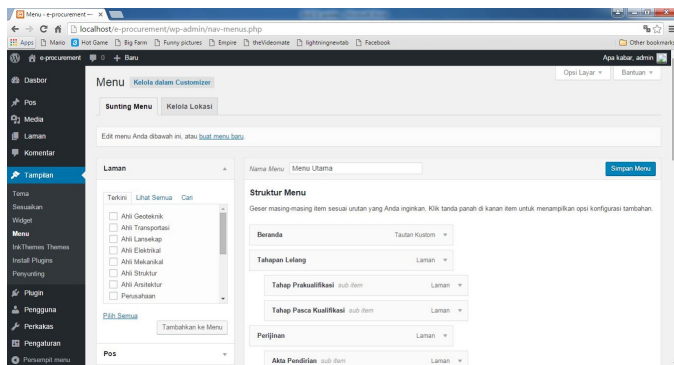 Menu ‹ e-procurement —
localhost/e-procurement/wp-admin/nav-menus.php
Apps Mario Hot Game Big Farm Funny pictures Empire theVideomate lightningnewtab Facebook Other bookmarks
e-procurement 0 + Baru Apa kabar, admin
Opsi Layar Bantuan
Dasbor
Pos
Media
Laman
Komentar
Tampilan
Tema
Sesuaikan
Widget
Menu
InkThemes Themes
Install Plugins
Penyunting
Plugin
Pengguna
Perkakas
Pengaturan
Persempit menu
Menu Kelola dalam Customizer
Sunting Menu Kelola Lokasi
Edit menu Anda dibawah ini, atau buat menu baru.
Laman
Terkini Lihat Semua Cari
Ahli Geoteknik
Ahli Transportasi
Ahli Lansekap
Ahli Elektrikal
Ahli Mekanikal
Ahli Struktur
Ahli Arsitektur
Perusahaan
Pilih Semua
Tambahkan ke Menu
Pos
Nama Menu Menu Utama Simpan Menu
Struktur Menu
Geser masing-masing item sesuai urutan yang Anda inginkan. Klik tanda panah di kanan item untuk menampilkan opsi konfigurasi tambahan.
Beranda Tautan Kustom
Tahapan Lelang Laman
Tahap Prakualifikasi sub item Laman
Tahap Pasca Kualifikasi sub item Laman
Perijinan Laman
Akta Pendirian sub item Laman